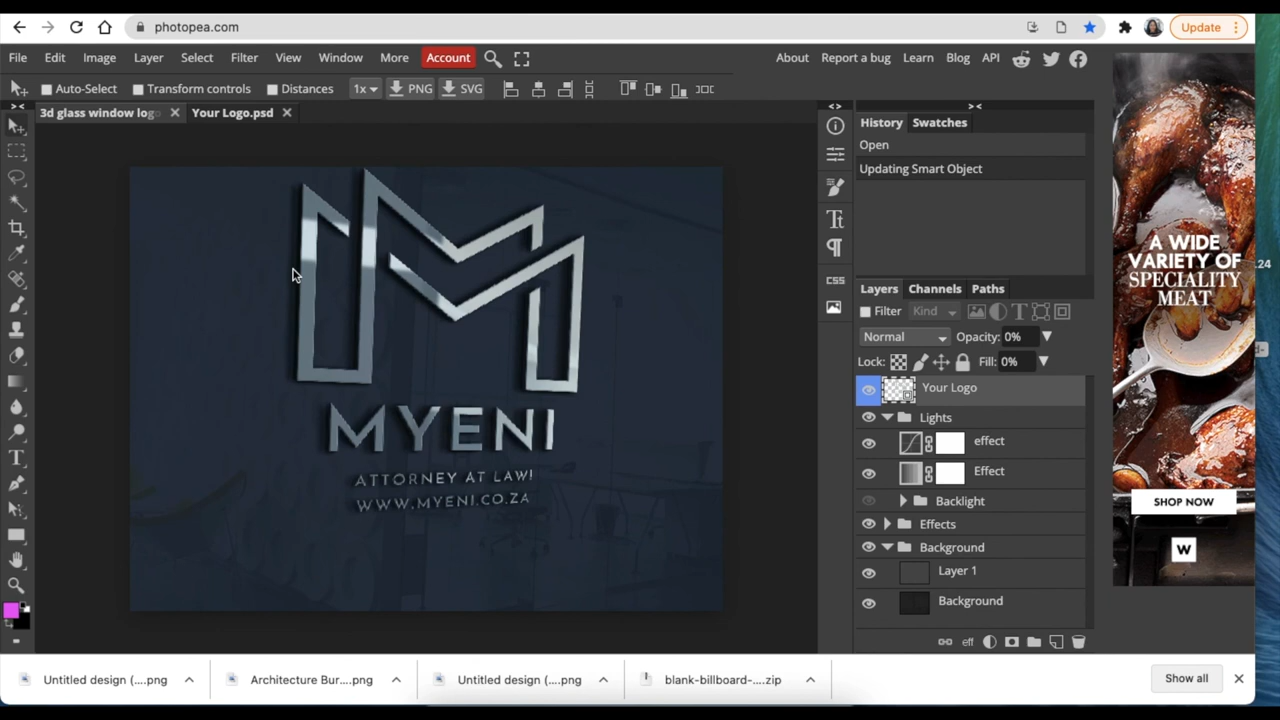 photopea.com
Update
File Edit Image Layer Select Filter View Window More Account
About Report a bug Learn Blog API
Auto-Select Transform controls Distances 1x PNG SVG
3d glass window logo
Your Logo.psd
History Swatches
Open
Updating Smart Object
Layers Channels Paths
Filter Kind
Normal Opacity: 0%
Lock: Fill: 0%
Your Logo
Lights
effect
Effect
Backlight
Effects
Background
Layer 1
Background
eff
CSS
MYENI
ATTORNEY AT LAW!
WWW.MYENI.CO.ZA
A WIDE
VARIETY OF
SPECIALITY
MEAT
SHOP NOW
W
.24
d-
Untitled design (....png
Architecture Bur....png
Untitled design (....png
blank-billboard-....zip
Show all